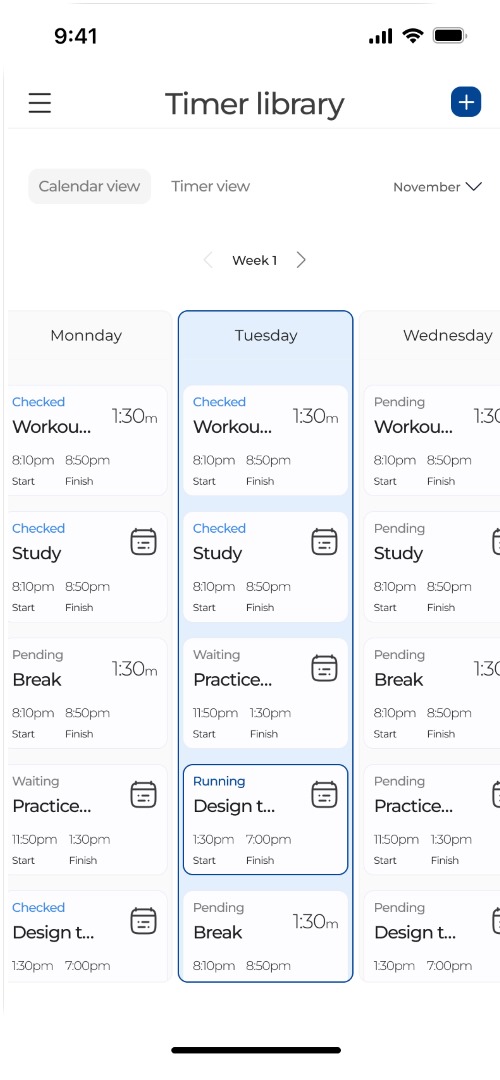 9:41
Timer library
Calendar view
Timer view
November
Week 1
Monnday
Checked
1:30m
Workou...
8:10pm 8:50pm
Start Finish
Checked
Study
8:10pm 8:50pm
Start Finish
Pending
1:30m
Break
8:10pm 8:50pm
Start Finish
Waiting
Practice...
11:50pm 1:30pm
Start Finish
Checked
Design t...
1:30pm 7:00pm
Tuesday
Checked
1:30m
Workou...
8:10pm 8:50pm
Start Finish
Checked
Study
8:10pm 8:50pm
Start Finish
Waiting
Practice...
11:50pm 1:30pm
Start Finish
Running
Design t...
1:30pm 7:00pm
Start Finish
Pending
1:30m
Break
8:10pm 8:50pm
Wednesday
Pending
1:30
Workou...
8:10pm 8:50pm
Start Finish
Pending
Study
8:10pm 8:50pm
Start Finish
Pending
1:30
Break
8:10pm 8:50pm
Start Finish
Pending
Practice...
11:50pm 1:30pm
Start Finish
Pending
Design t...
1:30pm 7:00pm